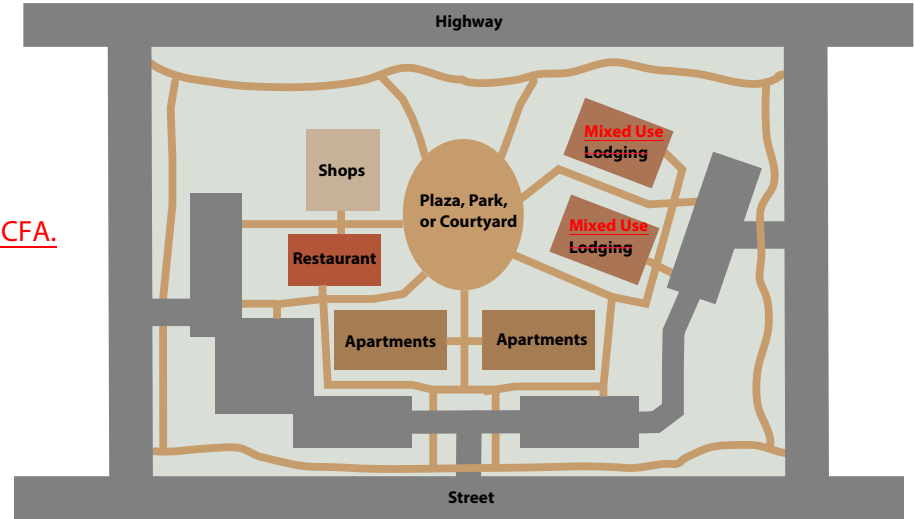 Highway
Mixed Use
Lodging
Shops
Plaza, Park,
or Courtyard
CFA.
Mixed Use
Lodging
Restaurant
Apartments
Apartments
Street